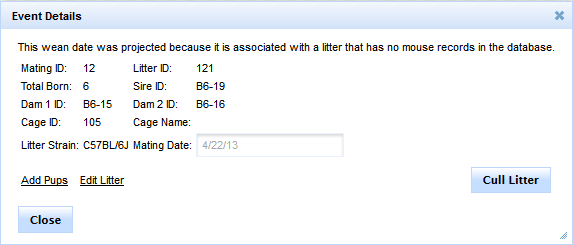 Event Details
This wean date was projected because it is associated with a litter that has no mouse records in the database.
Mating ID: 12 Litter ID: 121
Total Born: 6 Sire ID: B6-19
Dam 1 ID: B6-15 Dam 2 ID: B6-16
Cage ID: 105 Cage Name:
Litter Strain: C57BL/6J Mating Date: 4/22/13
Add Pups Edit Litter Cull Litter
Close